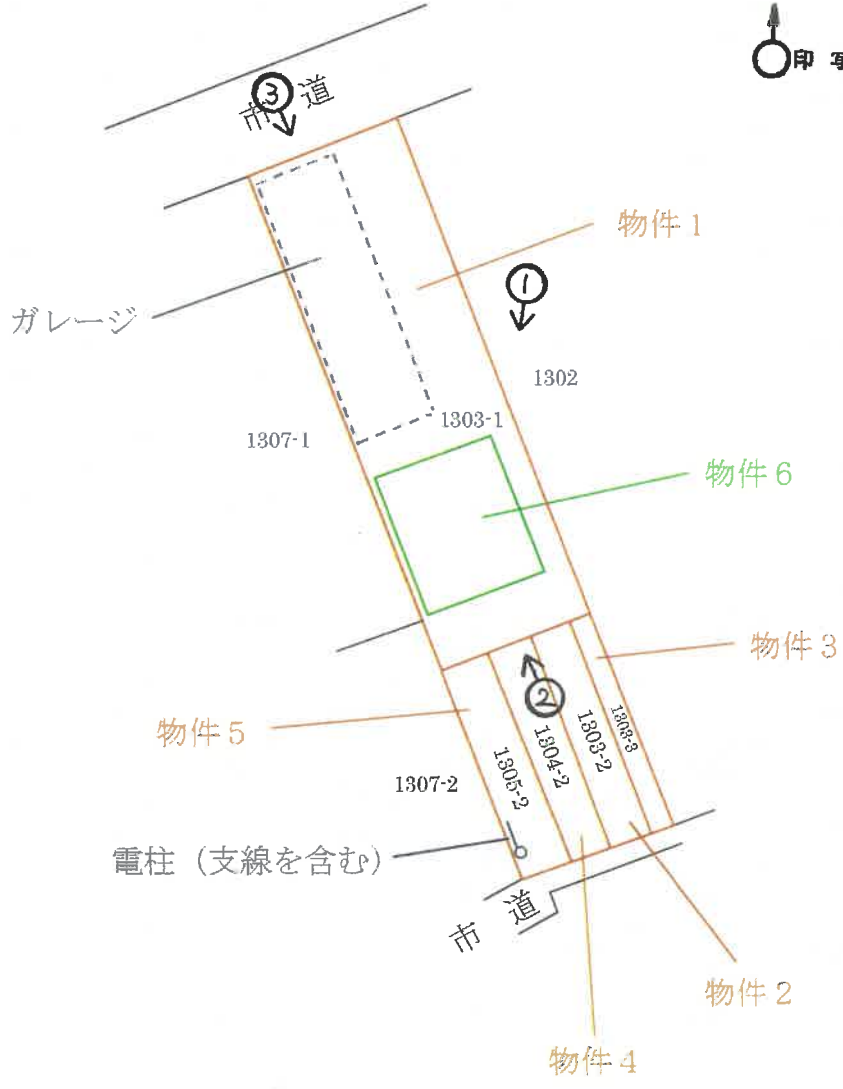 印 写
③
市 道
物件1
①
ガレージ
1302
1303-1
1307-1
物件6
物件3
②
物件5
1303-3
1303-2
1304-2
1305-2
1307-2
電柱（支線を含む）
市 道
物件2
物件4